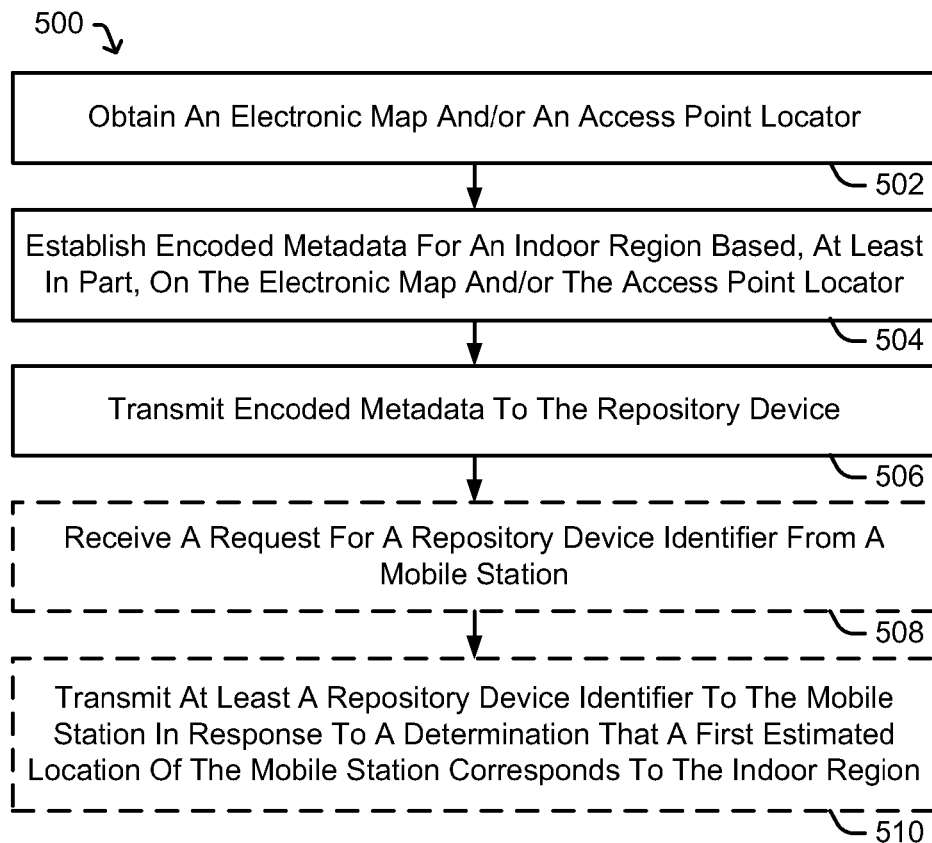 500
Obtain An Electronic Map And/or An Access Point Locator
502
Establish Encoded Metadata For An Indoor Region Based, At Least
In Part, On The Electronic Map And/or The Access Point Locator
504
Transmit Encoded Metadata To The Repository Device
506
Receive A Request For A Repository Device Identifier From A
Mobile Station
508
Transmit At Least A Repository Device Identifier To The Mobile
Station In Response To A Determination That A First Estimated
Location Of The Mobile Station Corresponds To The Indoor Region
510